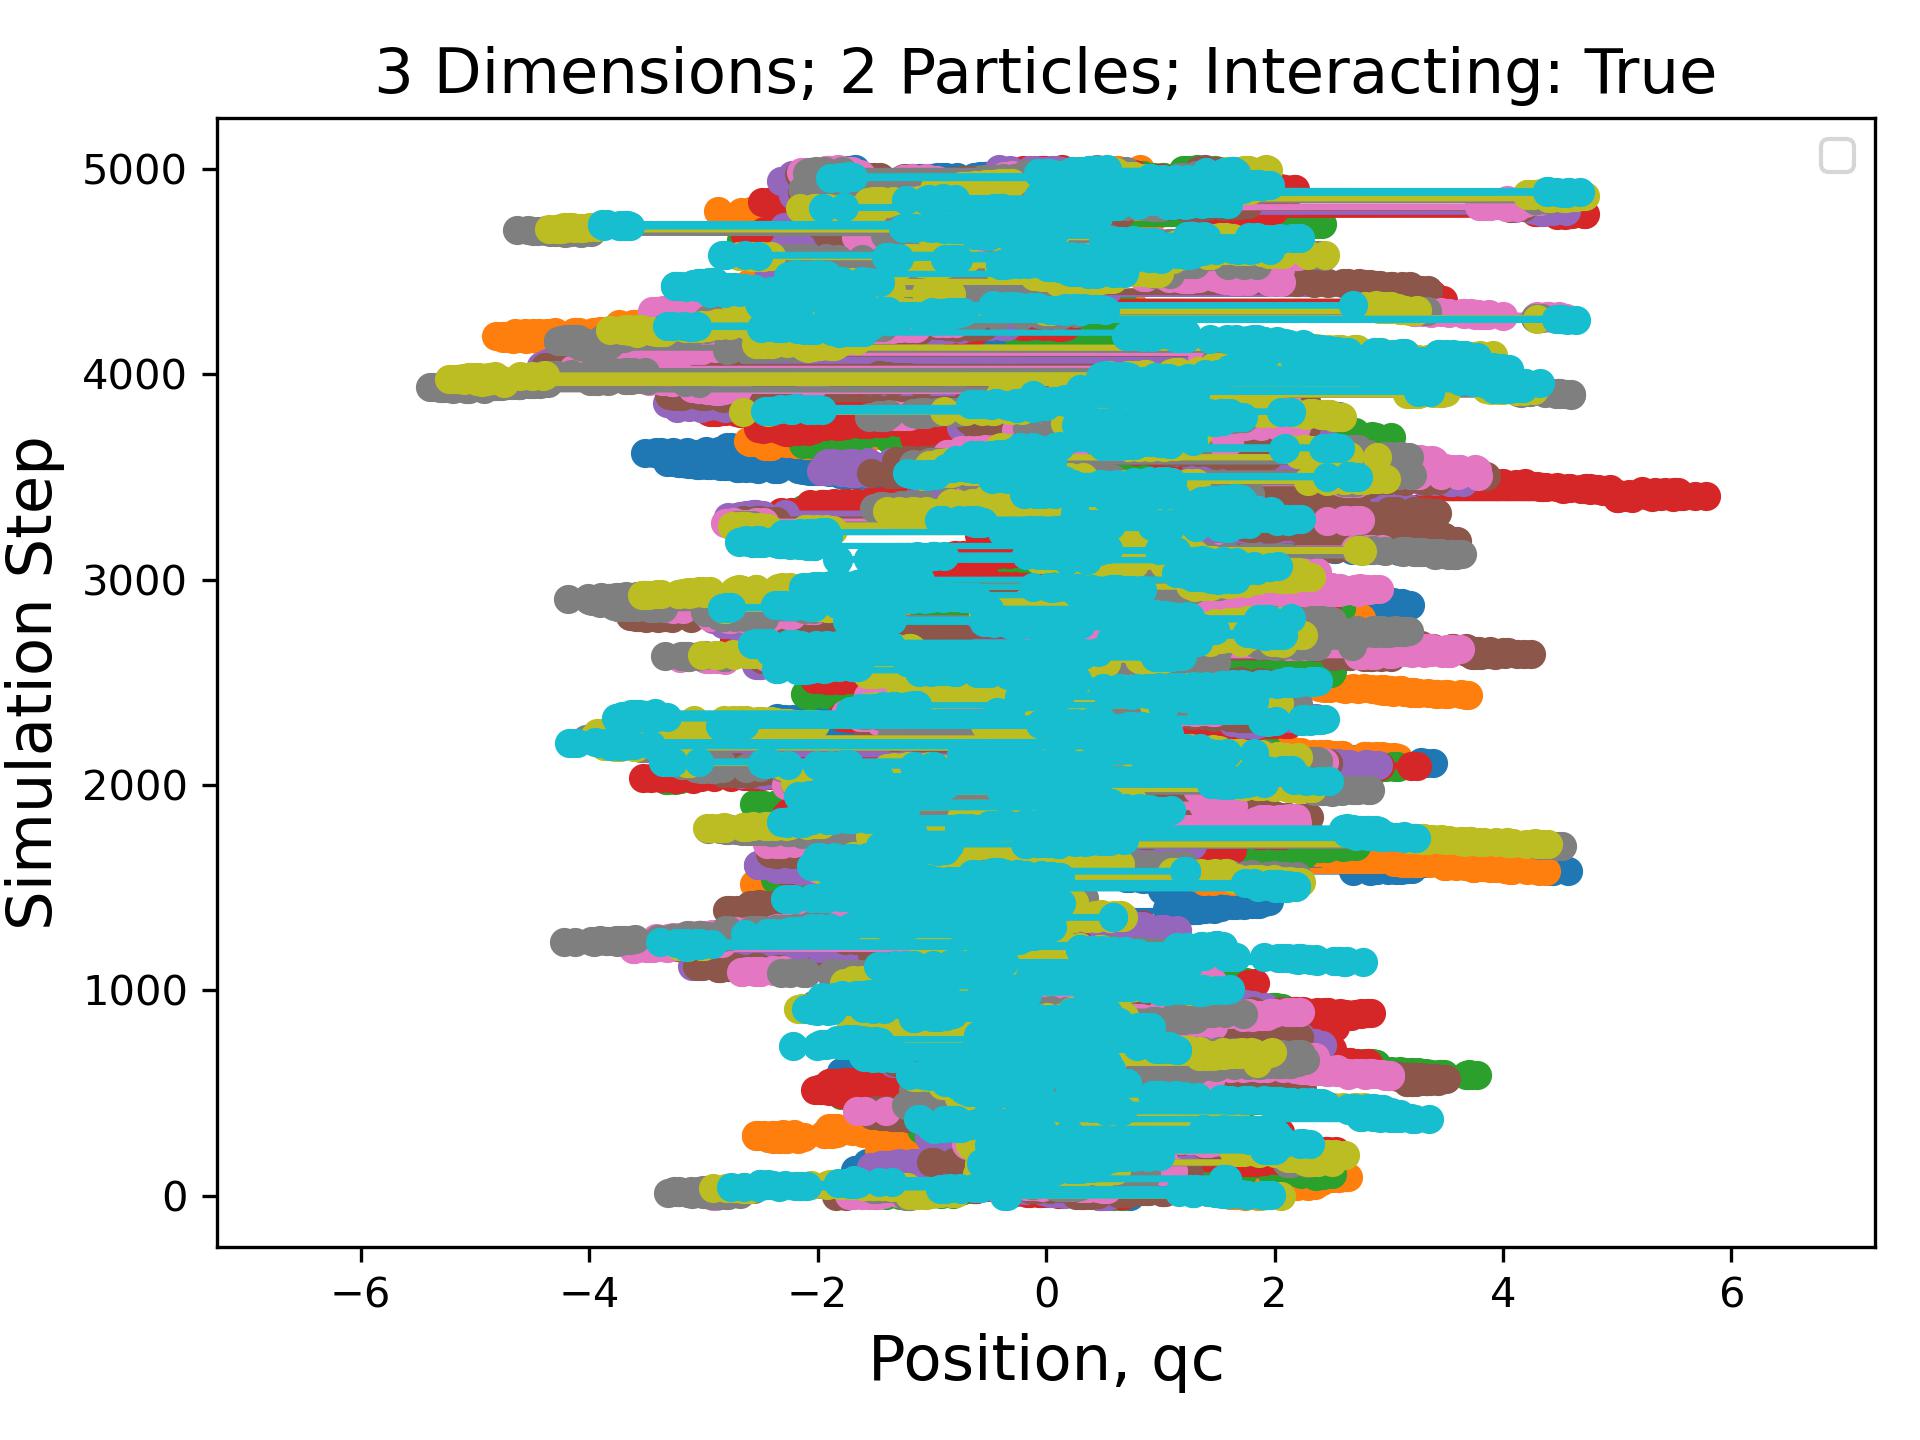 3 Dimensions; 2 Particles; Interacting: True
Simulation Step
5000
4000
3000
2000
1000
0
−6 −4 −2 0 2 4 6
Position, qc